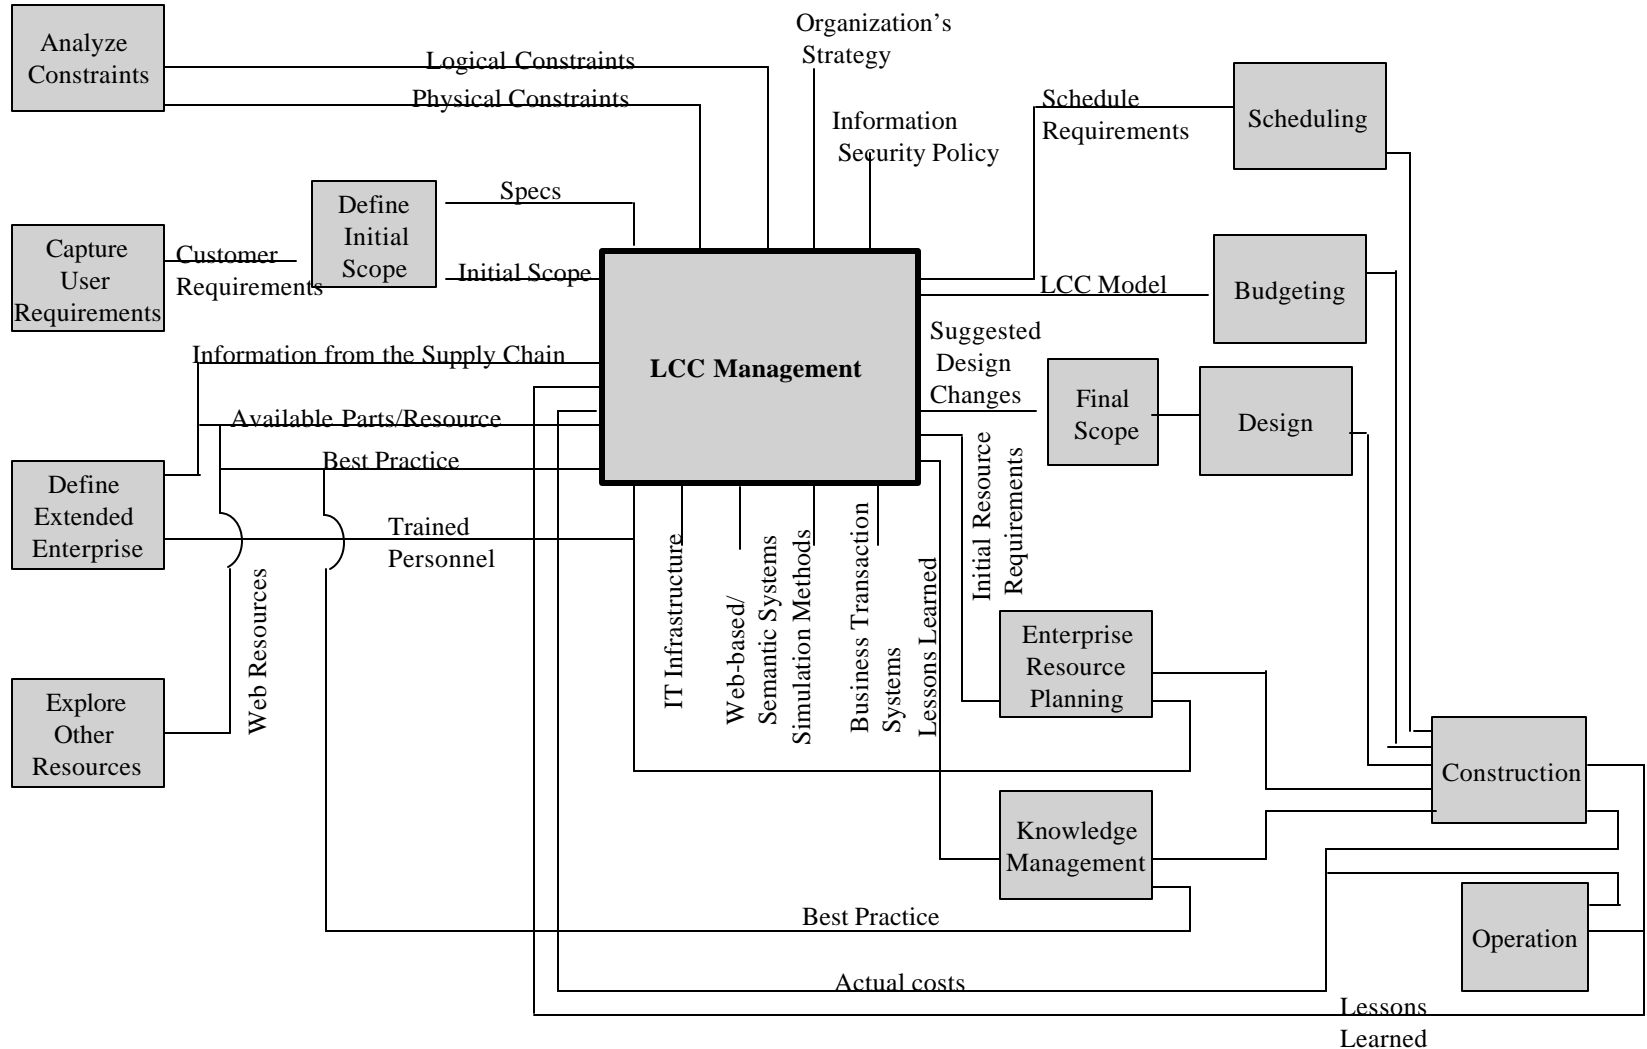 Organization's
Strategy
Analyze
Constraints
Logical Constraints
Physical Constraints
Information
Security Policy
Schedule
Requirements
Scheduling
Specs
Define
Initial
Scope
Capture
User
Requirements
Customer
Requirements
Initial Scope
LCC Model
Budgeting
Information from the Supply Chain
LCC Management
Suggested
Design
Changes
Final
Scope
Design
Available Parts/Resource
Best Practice
Define
Extended
Enterprise
Trained
Personnel
IT Infrastructure
Web-based/
Semantic Systems
Simulation Methods
Business Transaction
Systems
Lessons Learned
Initial Resource
Requirements
Web Resources
Explore
Other
Resources
Enterprise
Resource
Planning
Construction
Knowledge
Management
Best Practice
Operation
Actual costs
Lessons
Learned